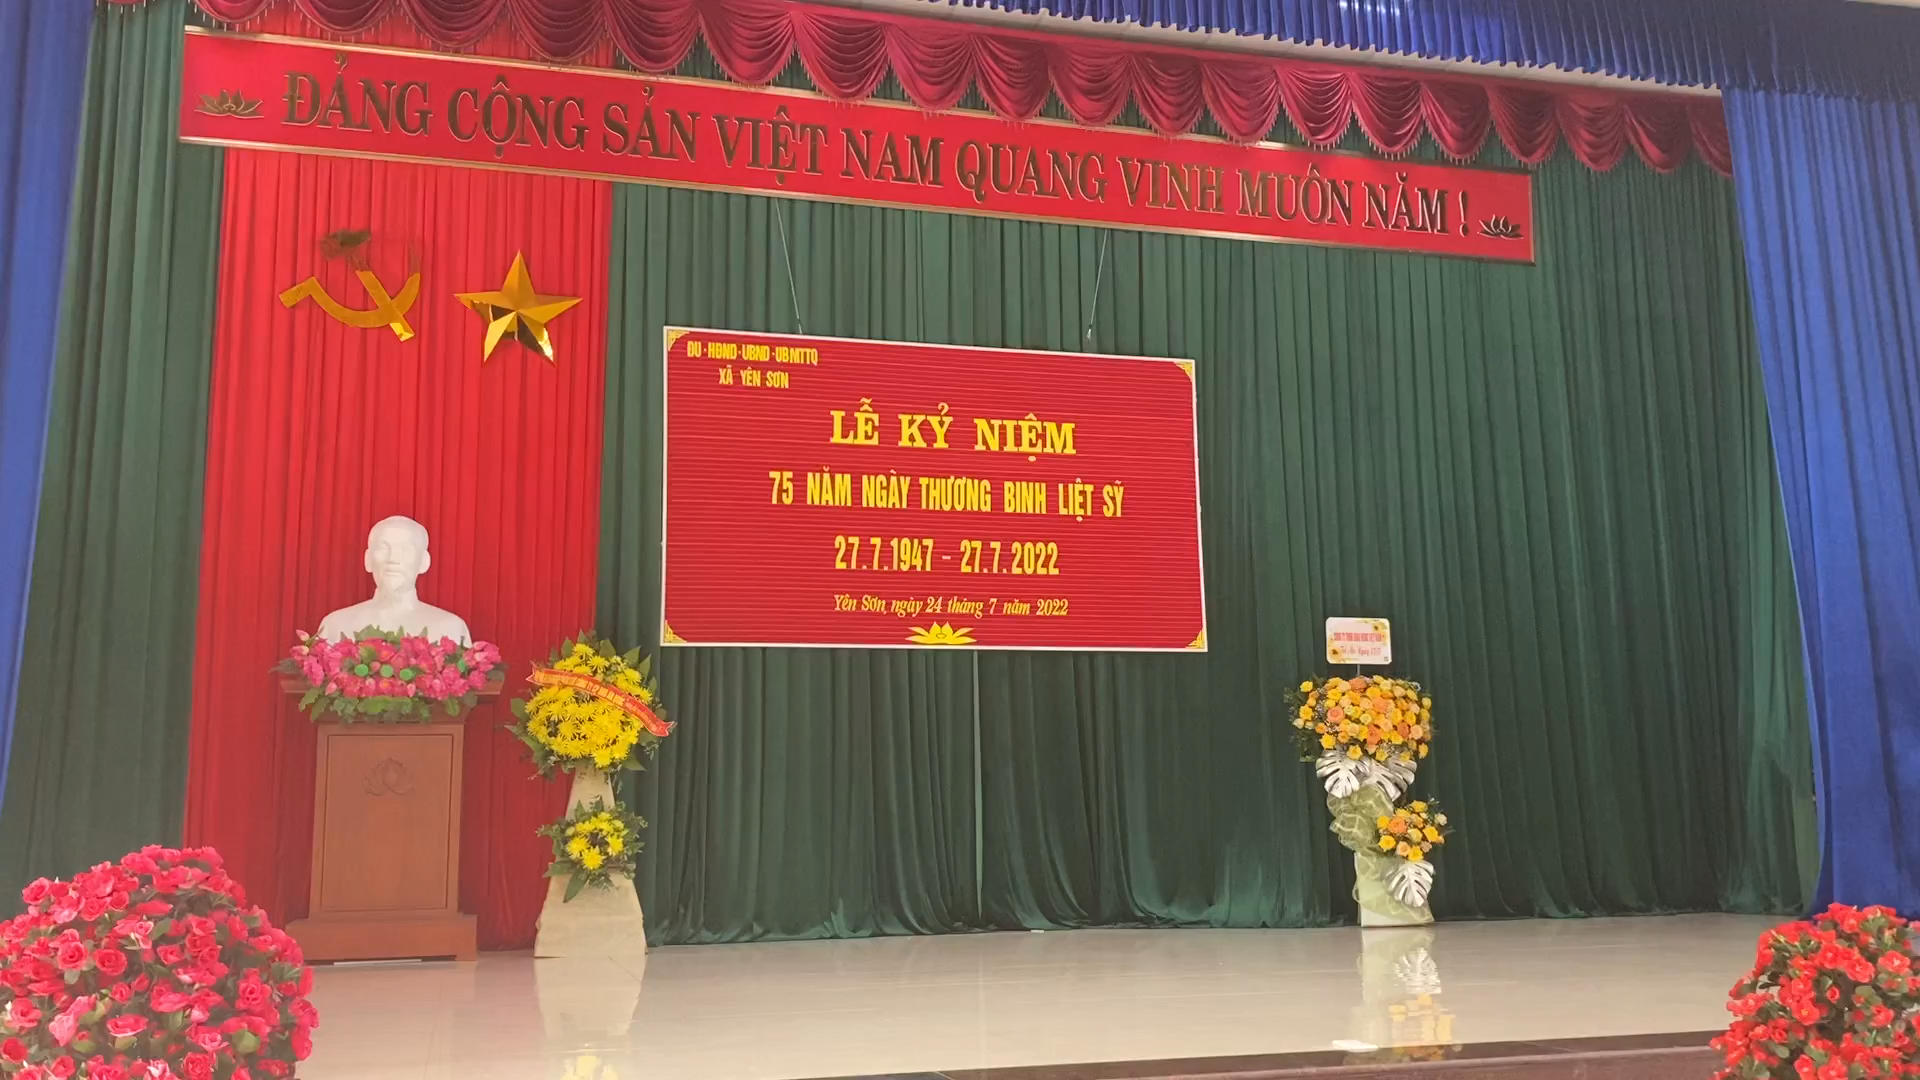 ĐẢNG CỘNG SẢN VIỆT NAM QUANG VINH MUÔN NĂM !
ĐU - HĐND - UBND - UBMTTQ
XÃ YÊN SƠN
LỄ KỶ NIỆM
75 NĂM NGÀY THƯƠNG BINH LIỆT SỸ
27.7.1947 - 27.7.2022
Yên Sơn, ngày 24 tháng 7 năm 2022